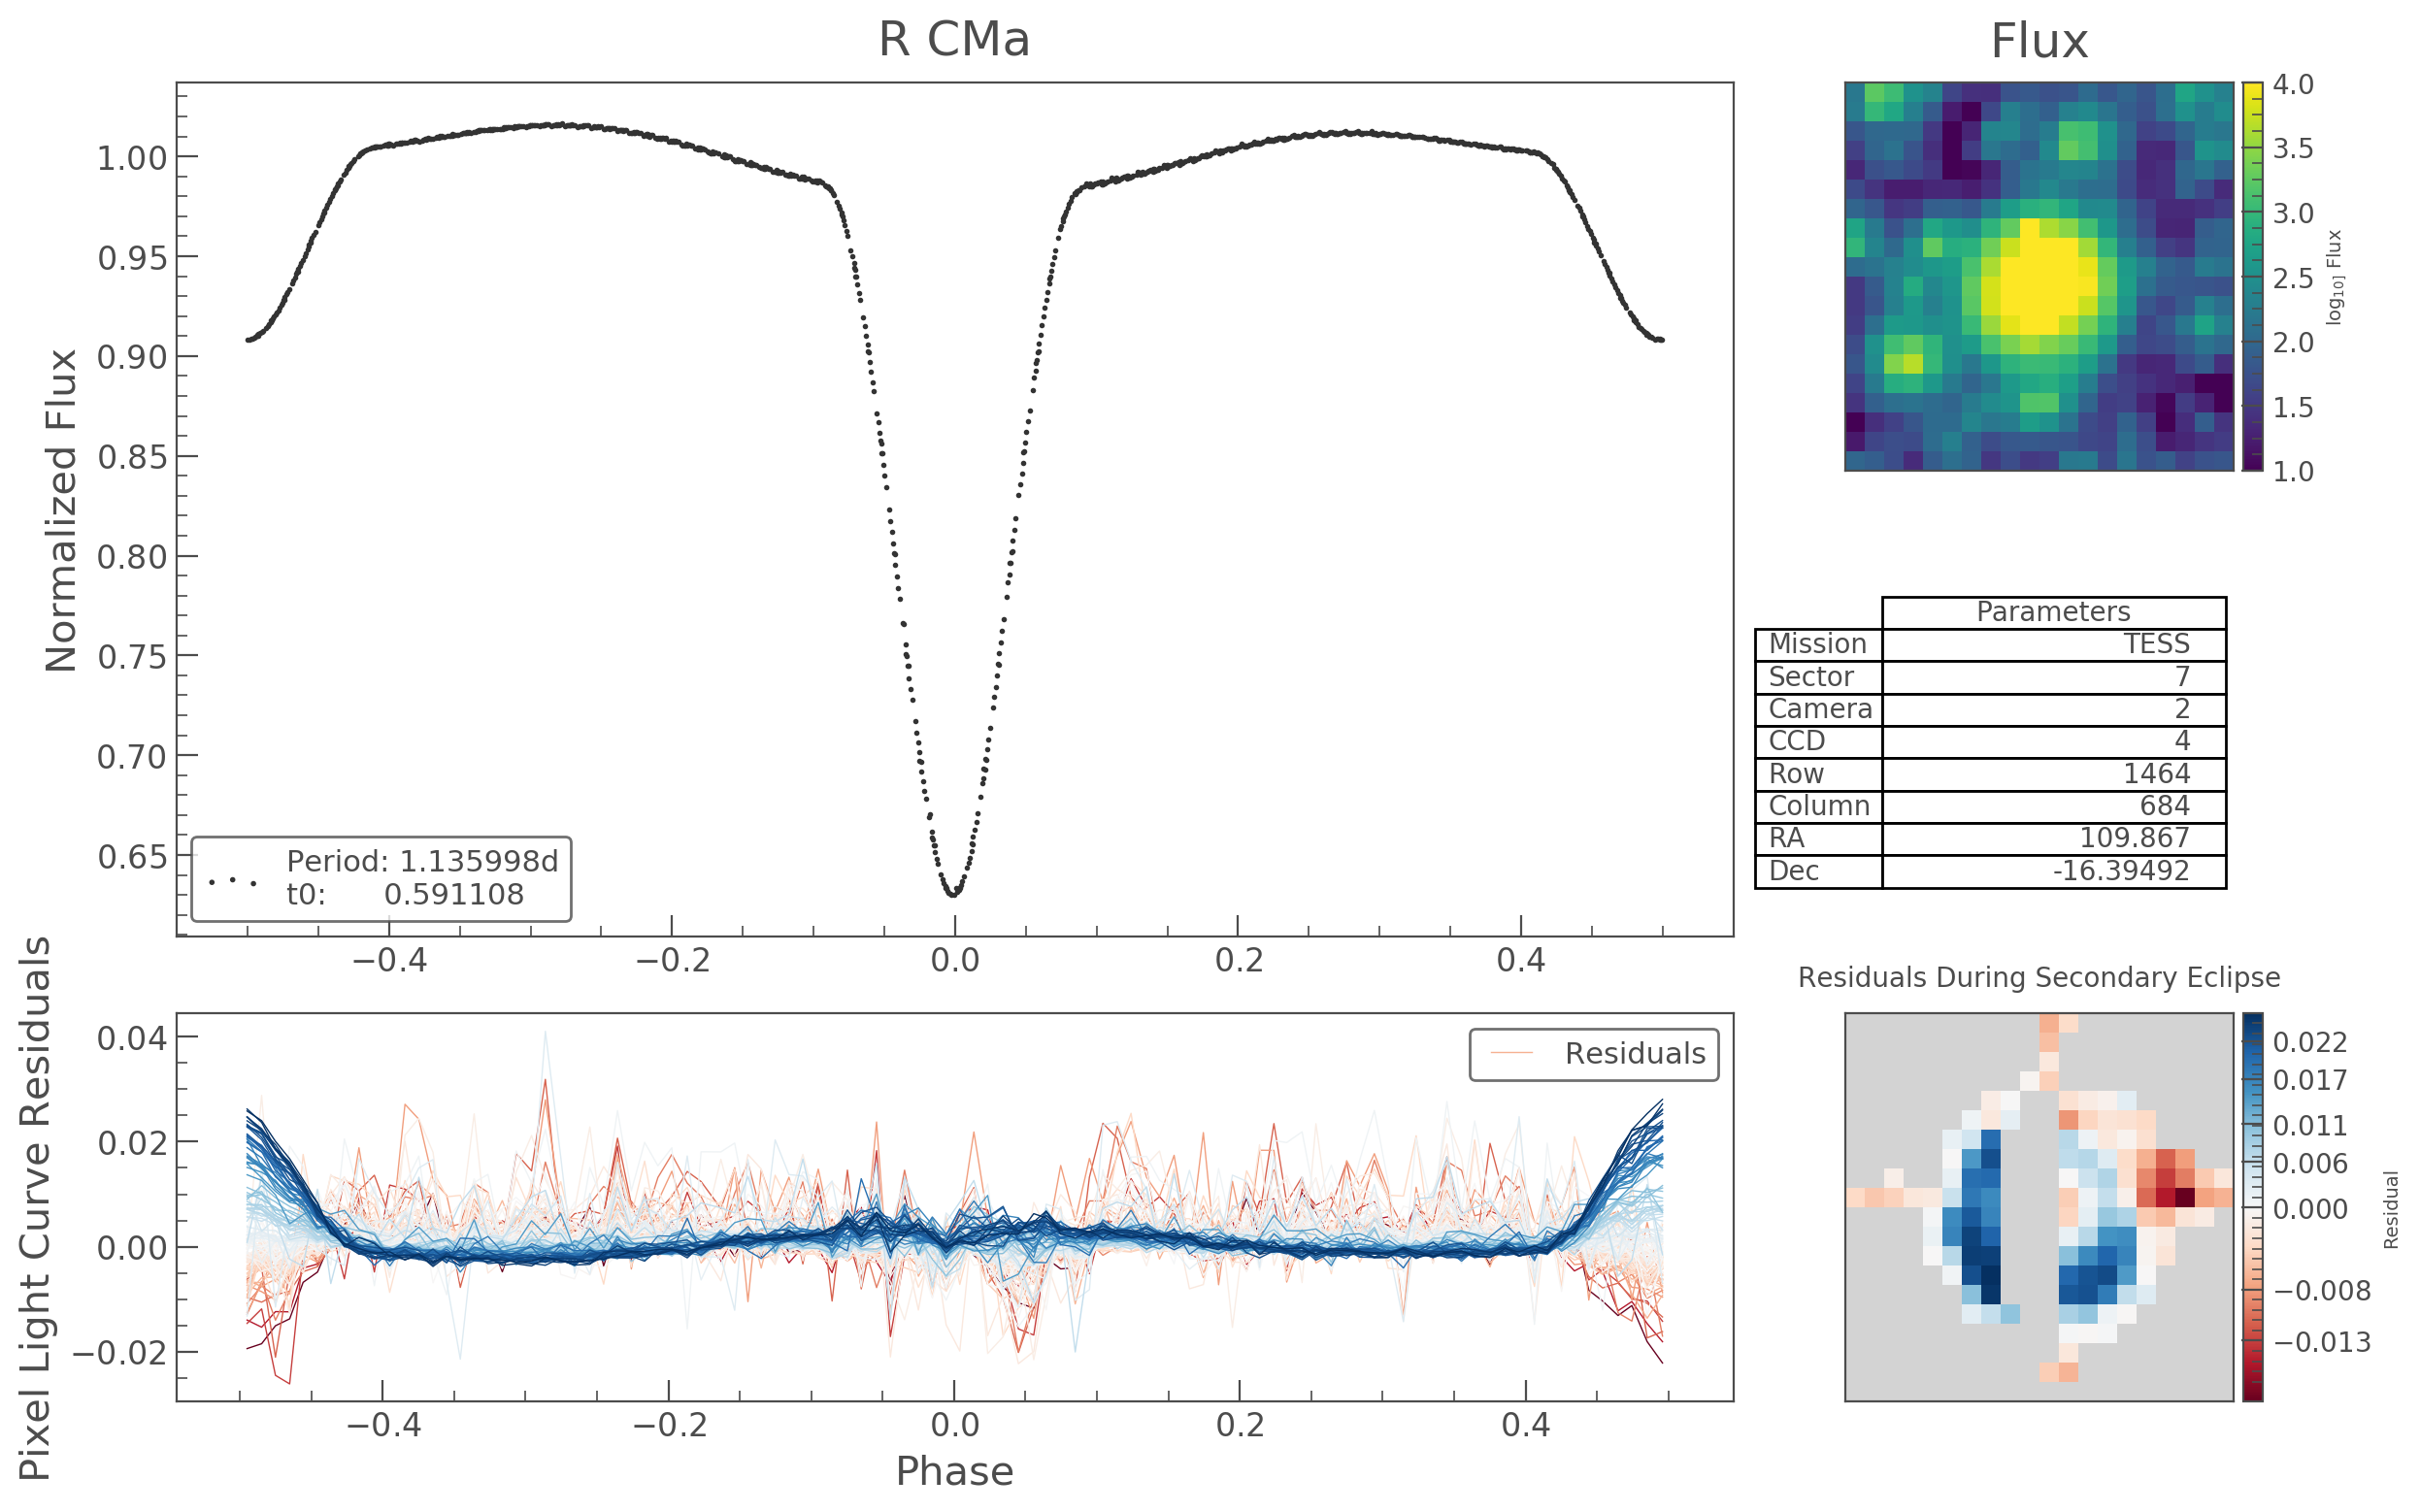 R CMa
Normalized Flux
1.00
0.95
0.90
0.85
0.80
0.75
0.70
0.65
Period: 1.135998d
t0: 0.591108
−0.4 −0.2 0.0 0.2 0.4
Flux
4.0
3.5
3.0
2.5
2.0
1.5
1.0
log10] Flux
Parameters
Mission TESS
Sector 7
Camera 2
CCD 4
Row 1464
Column 684
RA 109.867
Dec -16.39492
Pixel Light Curve Residuals
0.04
0.02
0.00
−0.02
Residuals
−0.4 −0.2 0.0 0.2 0.4
Phase
Residuals During Secondary Eclipse
0.022
0.017
0.011
0.006
0.000
−0.008
−0.013
Residual